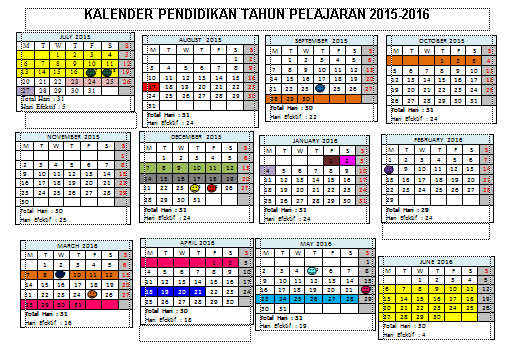 KALENDER PENDIDIKAN TAHUN PELAJARAN 2015-2016
JULY 2015
M T W T F S S
1 2 3 4
6 7 8 9 10 11
13 14 15 16 19
20 21 22 23 24 25 26
27 28 29 30 31
Total Hari : 31
Hari Efektif : 5
AUGUST 2015
M T W T F S S
1 2
3 4 5 6 7 8 9
10 11 12 13 14 15 16
17 18 19 20 21 22 23
24 25 26 27 28 29 30
31
Total Hari : 31
Hari Efektif : 24
SEPTEMBER 2015
M T W T F S S
1 2 3 4 5 6
7 8 9 10 11 12 13
14 15 16 17 18 19 20
21 22 23 25 26 27
28 29 30
Total Hari : 30
Hari Efektif : 22
OCTOBER 2015
M T W T F S S
1 2 3 4
5 6 7 8 9 10 11
12 13 14 15 16 17 18
19 20 21 22 23 24 25
26 27 28 29 30 31
Total Hari : 31
Hari Efektif : 24
NOVEMBER 2015
M T W T F S S
1
2 3 4 5 6 7 8
9 10 11 12 13 14 15
16 17 18 19 20 21 22
23 24 25 26 27 28 29
30
Total Hari : 30
Hari Efektif : 25
DECEMBER 2015
M T W T F S S
1 2 3 4 5 6
7 8 9 10 11 12 13
14 15 16 17 18 19 20
21 22 23 26 27
28 29 30 31
Total Hari : 31
Hari Efektif : 24
JANUARY 2016
M T W T F S S
1 2 3
4 5 6 7 8 9 10
11 12 13 14 15 16 17
18 19 20 21 22 23 24
25 26 27 28 29 30 31
Total Hari : 31
Hari Efektif : 24
FEBRUARY 2016
M T W T F S S
1 2 3 4 5 6 7
9 10 11 12 13 14
15 16 17 18 19 20 21
22 23 24 25 26 27 28
29
Total Hari : 29
Hari Efektif : 24
MARCH 2016
M T W T F S S
1 2 3 4 5 6
7 8 10 11 12 13
14 15 16 17 18 19 20
21 22 23 24 26 27
28 29 30 31
Total Hari : 31
Hari Efektif : 16
APRIL 2016
M T W T F S S
1 2 3
4 5 6 7 8 9 10
11 12 13 14 15 16 17
18 19 20 21 22 23 24
25 26 27 28 29 30
Total Hari : 30
Hari Efektif : 18
MAY 2016
M T W T F S S
1
2 3 4 7 8
9 10 11 12 13 14 15
16 17 18 19 20 21
23 24 25 26 27 28 29
30 31
Total Hari : 31
Hari Efektif : 19
JUNE 2016
M T W T F S S
1 2 3 4 5
6 7 8 9 10 11 12
13 14 15 16 17 18 19
20 21 22 23 24 25 26
27 28 29 30
Total Hari : 30
Hari Efektif : 4